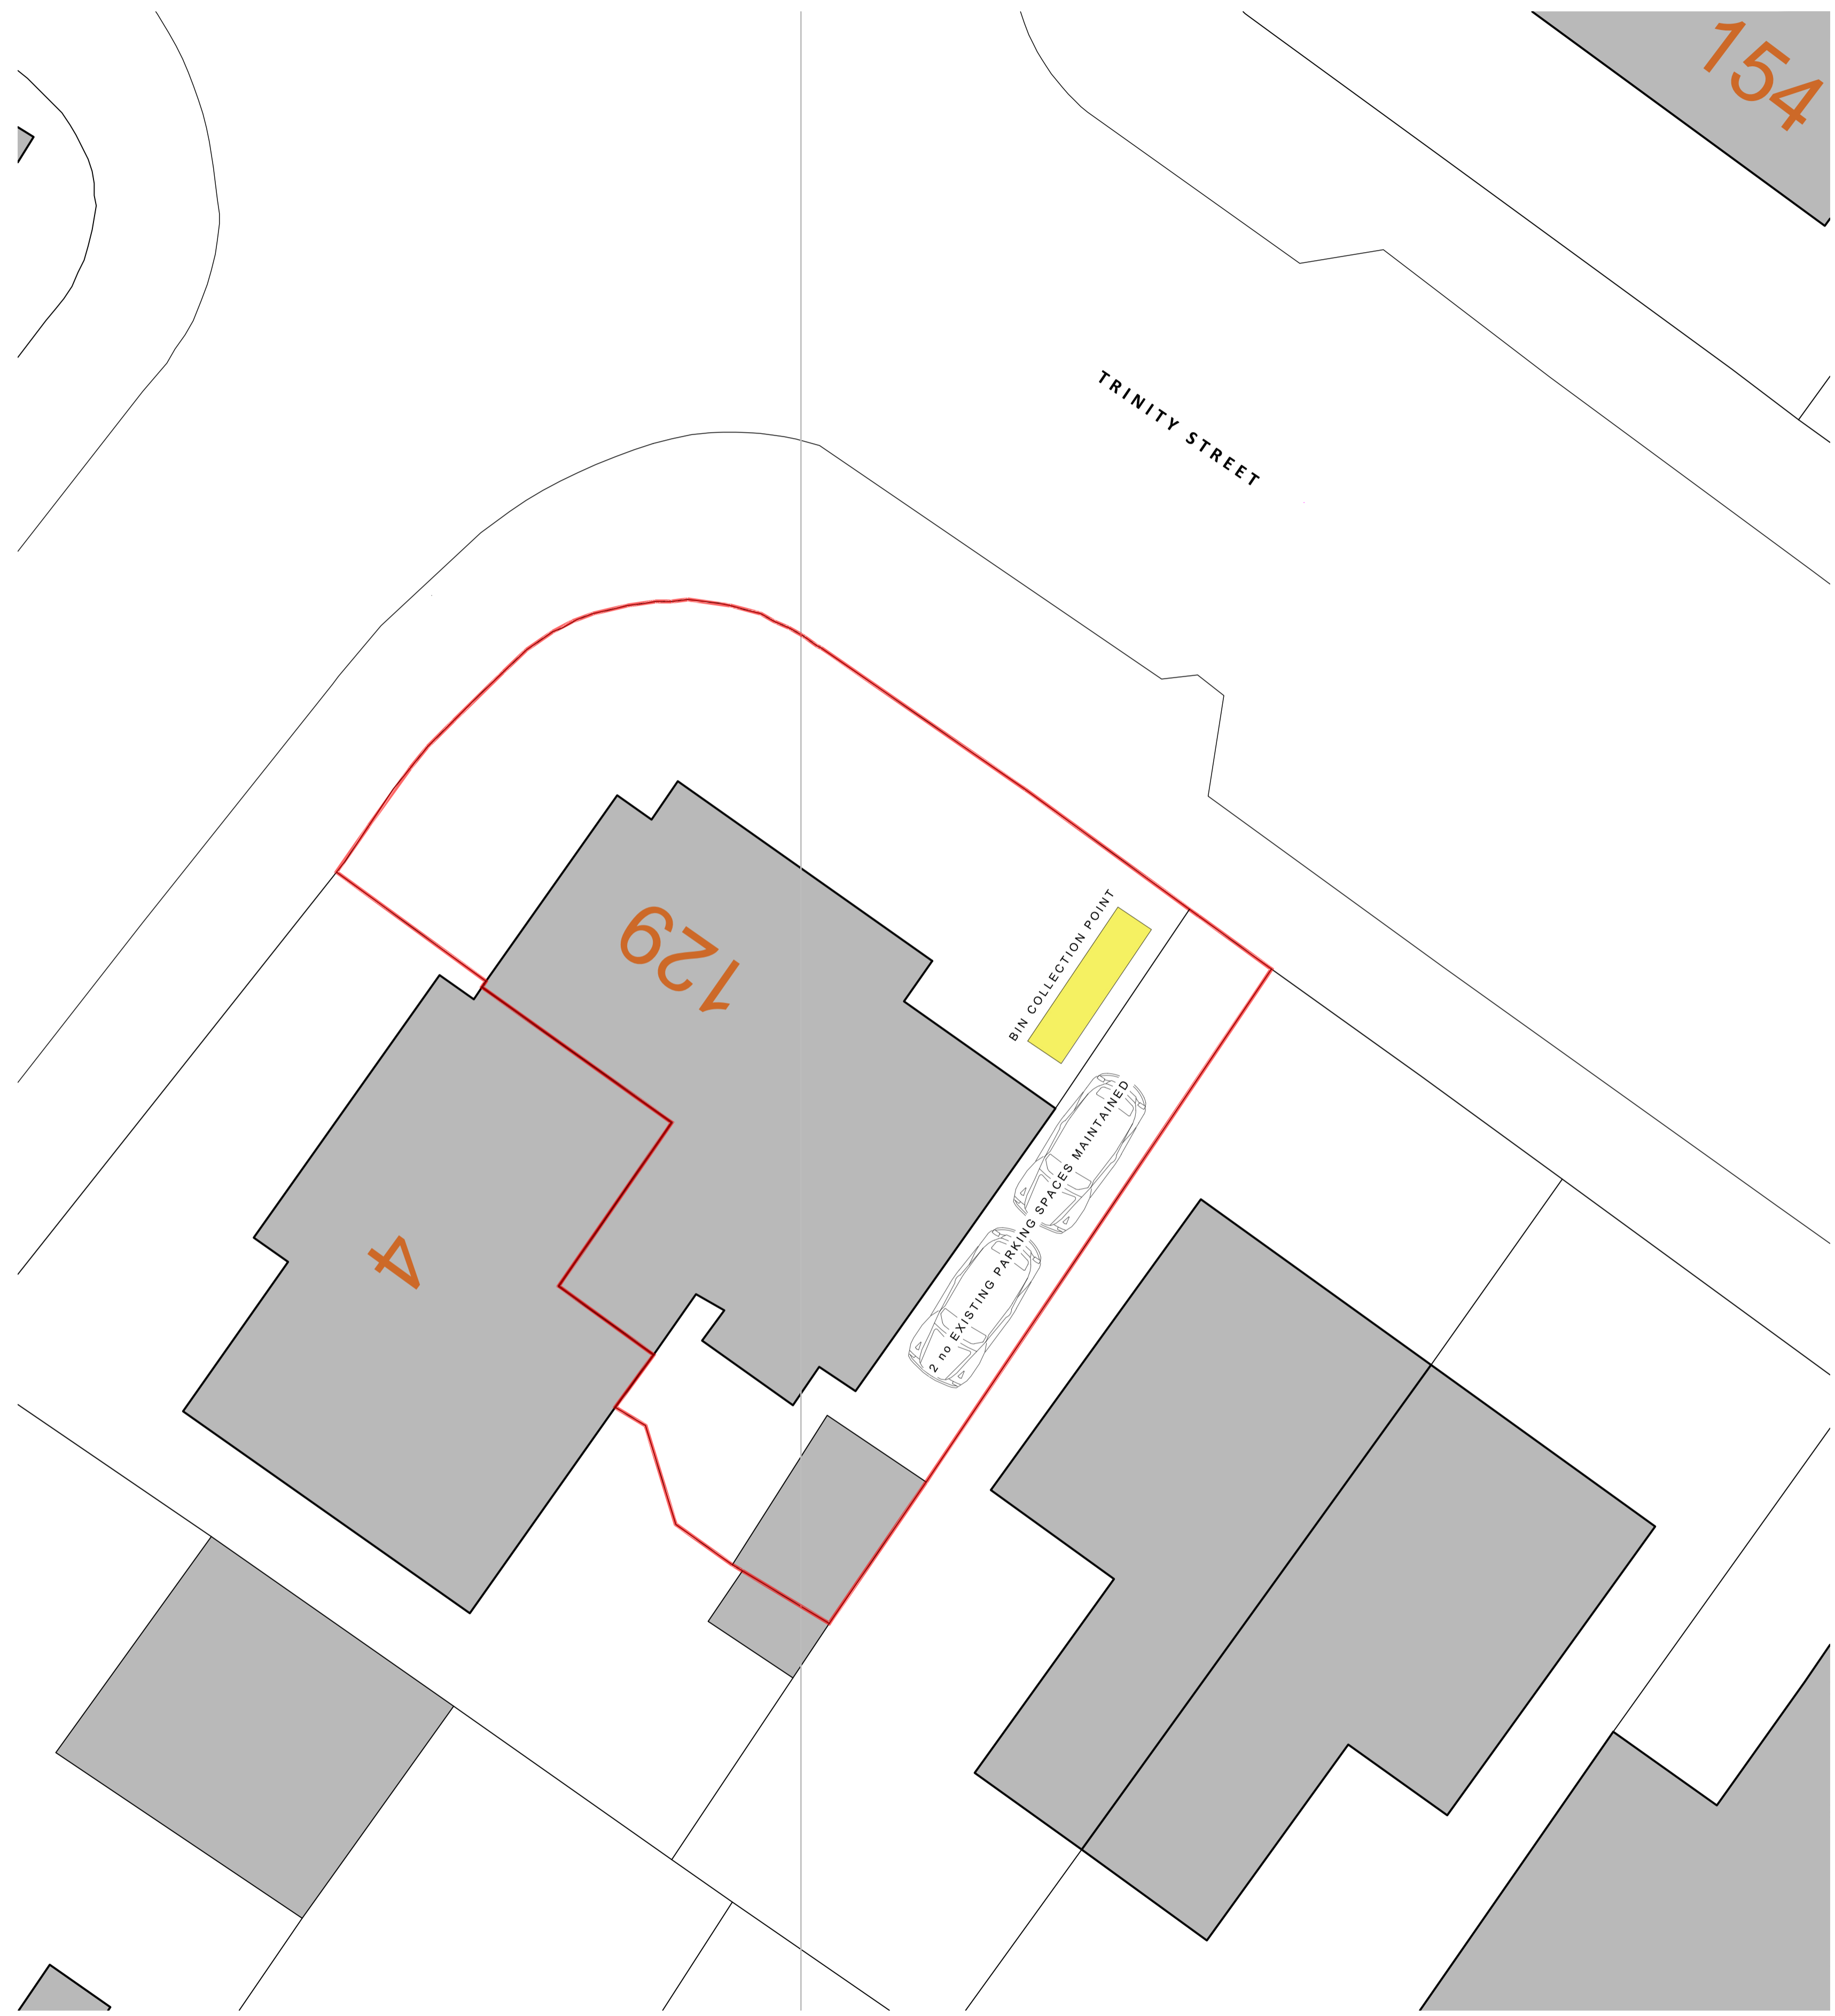 154
TRINITY STREET
129
BIN COLLECTION POINT
2 no EXISTING PARKING SPACES MAINTAINED
4